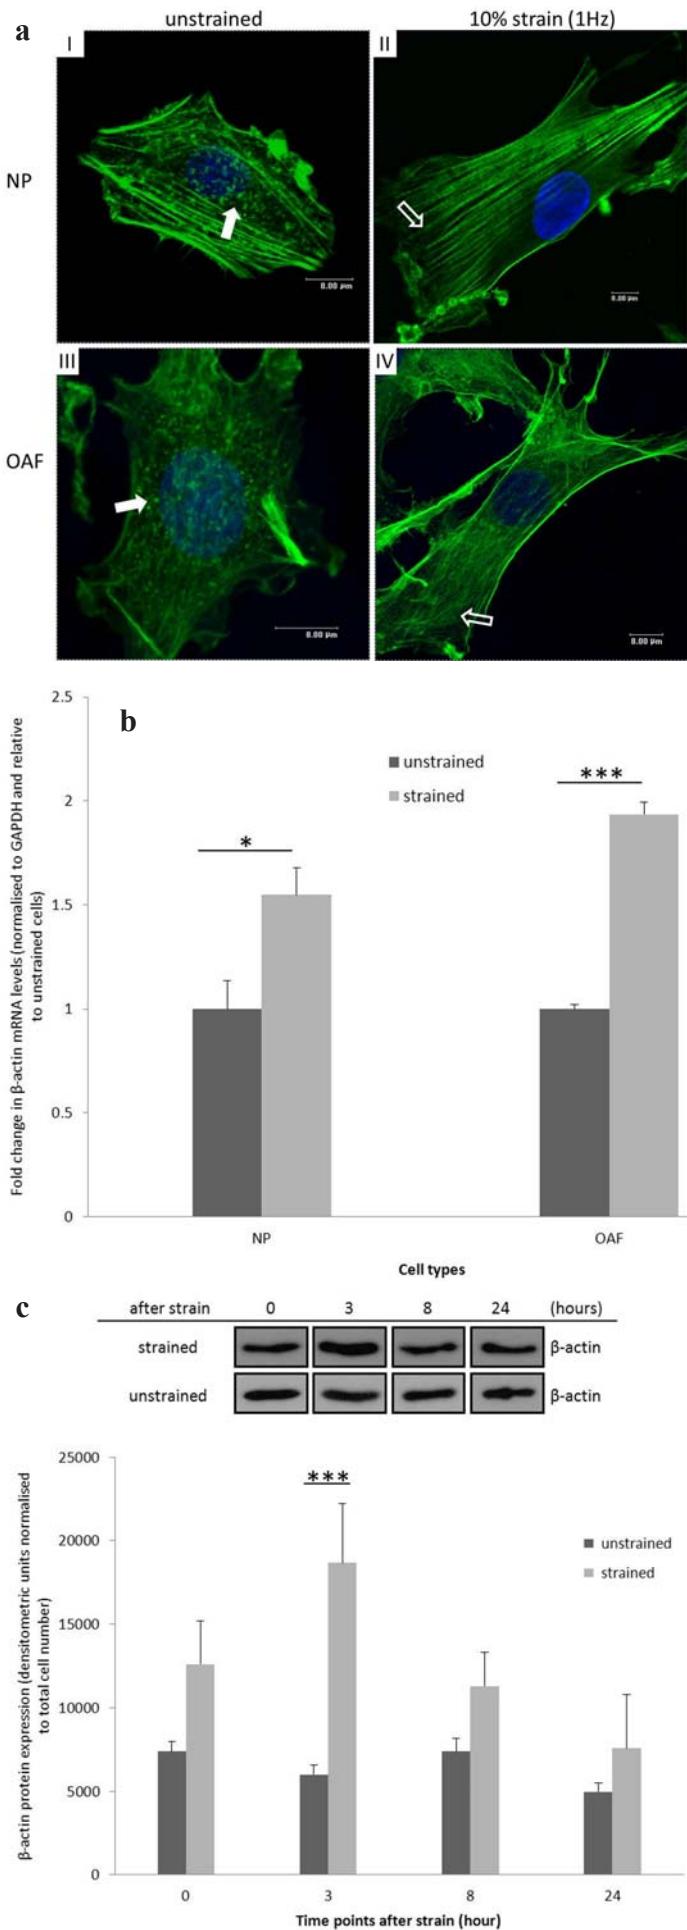 a
unstrained
10% strain (1Hz)
I
II
NP
8.00 µm
8.00 µm
III
IV
OAF
8.00 µm
8.00 µm
b
Fold change in β-actin mRNA levels (normalised to GAPDH and relative
to unstrained cells)
2.5
2
1.5
1
0.5
0
unstrained
strained
*
***
NP
OAF
Cell types
c
after strain 0 3 8 24 (hours)
strained β-actin
unstrained β-actin
β-actin protein expression (densitometric units normalised
to total cell number)
25000
20000
15000
10000
5000
0
***
unstrained
strained
0 3 8 24
Time points after strain (hour)